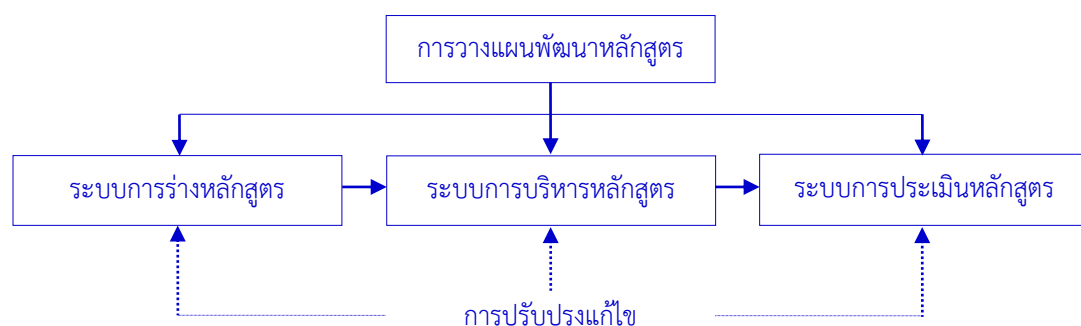 การวางแผนพัฒนาหลักสูตร
ระบบการร่างหลักสูตร
ระบบการบริหารหลักสูตร
ระบบการประเมินหลักสูตร
การปรับปรุงแก้ไข